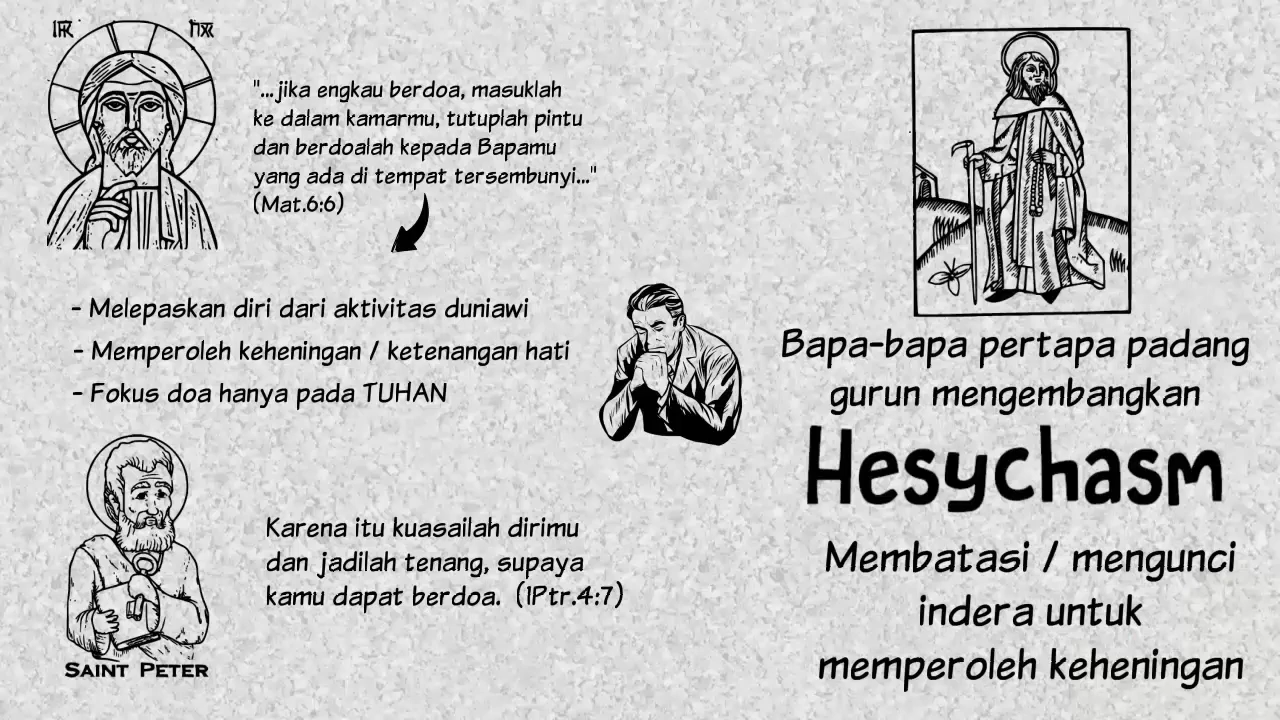 "...jika engkau berdoa, masuklah
ke dalam kamarmu, tutuplah pintu
dan berdoalah kepada Bapamu
yang ada di tempat tersembunyi..."
(Mat.6:6)
- Melepaskan diri dari aktivitas duniawi
- Memperoleh keheningan / ketenangan hati
- Fokus doa hanya pada TUHAN
Karena itu kuasailah dirimu
dan jadilah tenang, supaya
kamu dapat berdoa. (1Ptr.4:7)
SAINT PETER
Bapa-bapa pertapa padang
gurun mengembangkan
Hesychasm
Membatasi / mengunci
indera untuk
memperoleh keheningan